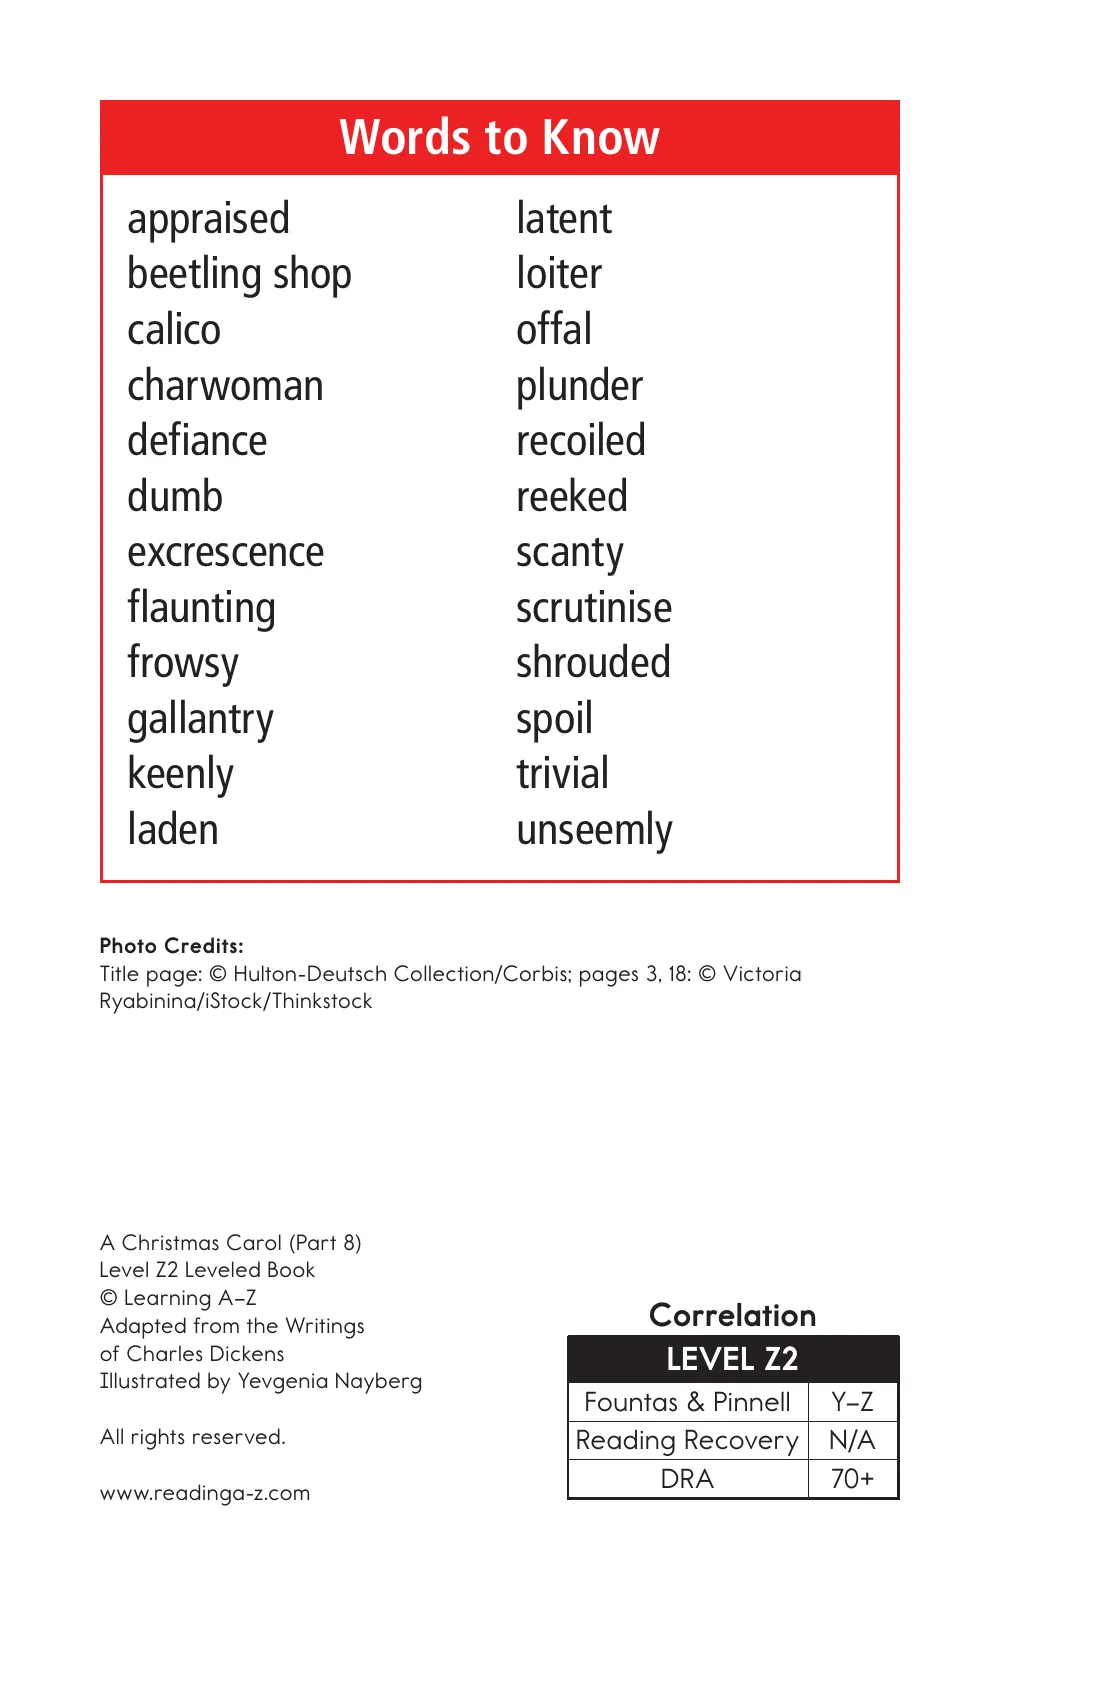 Words to Know
appraised
beetling shop
calico
charwoman
defiance
dumb
excrescence
flaunting
frowsy
gallantry
keenly
laden
latent
loiter
offal
plunder
recoiled
reeked
scanty
scrutinise
shrouded
spoil
trivial
unseemly
Photo Credits:
Title page: © Hulton-Deutsch Collection/Corbis; pages 3, 18: © Victoria
Ryabinina/iStock/Thinkstock
A Christmas Carol (Part 8)
Level Z2 Leveled Book
© Learning A–Z
Adapted from the Writings
of Charles Dickens
Illustrated by Yevgenia Nayberg
All rights reserved.
www.readinga-z.com
Correlation
LEVEL Z2
Fountas & Pinnell Y–Z
Reading Recovery N/A
DRA 70+